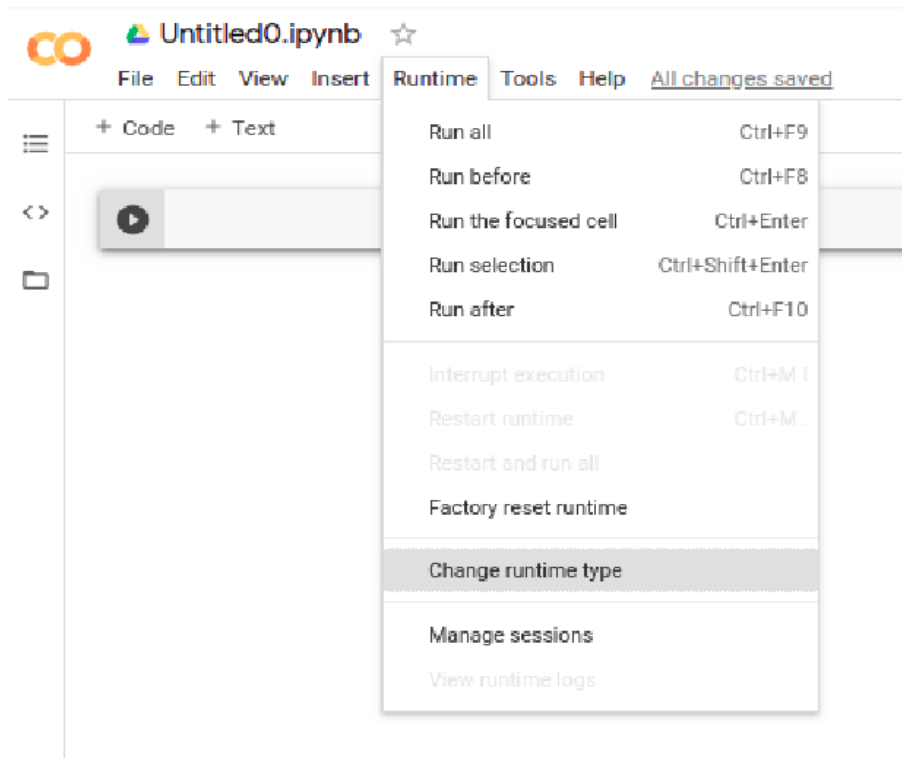 CO Untitled0.ipynb
File Edit View Insert Runtime Tools Help All changes saved
+ Code + Text
Run all Ctrl+F9
Run before Ctrl+F8
Run the focused cell Ctrl+Enter
Run selection Ctrl+Shift+Enter
Run after Ctrl+F10
Interrupt execution Ctrl+M I
Restart runtime Ctrl+M .
Restart and run all
Factory reset runtime
Change runtime type
Manage sessions
View runtime logs